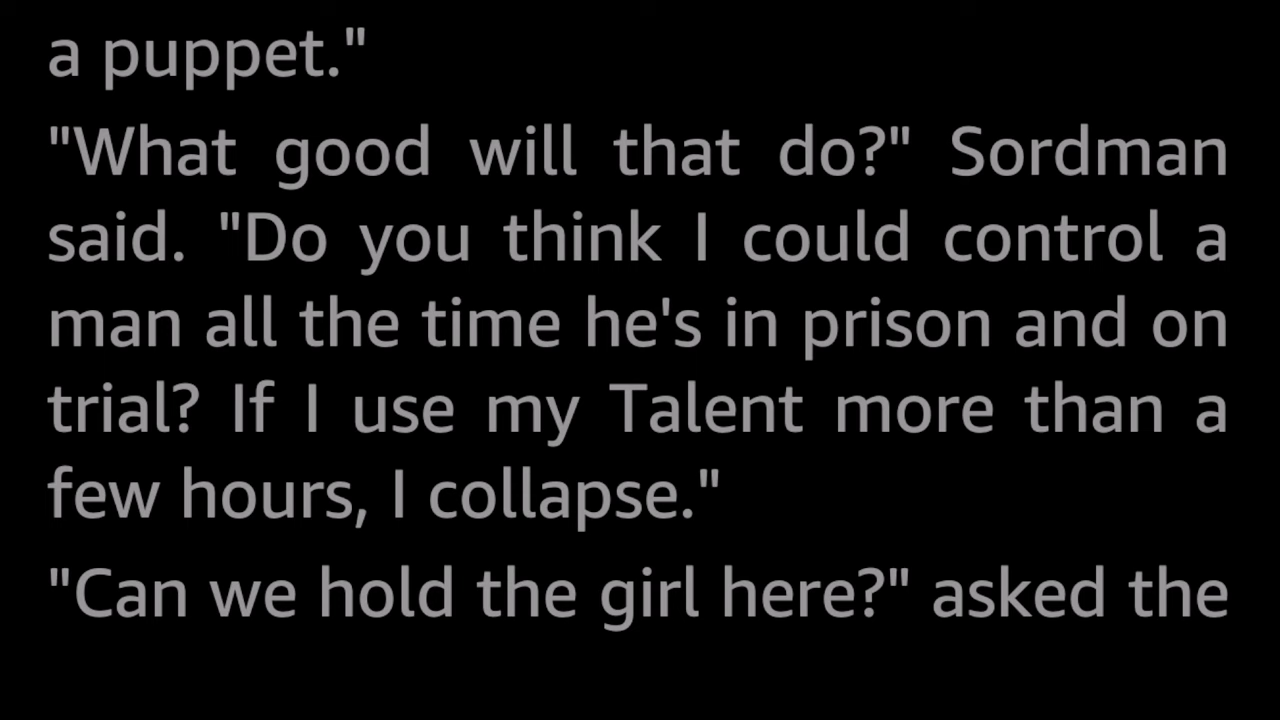 a puppet."
"What good will that do?" Sordman
said. "Do you think I could control a
man all the time he's in prison and on
trial? If I use my Talent more than a
few hours, I collapse."
"Can we hold the girl here?" asked the